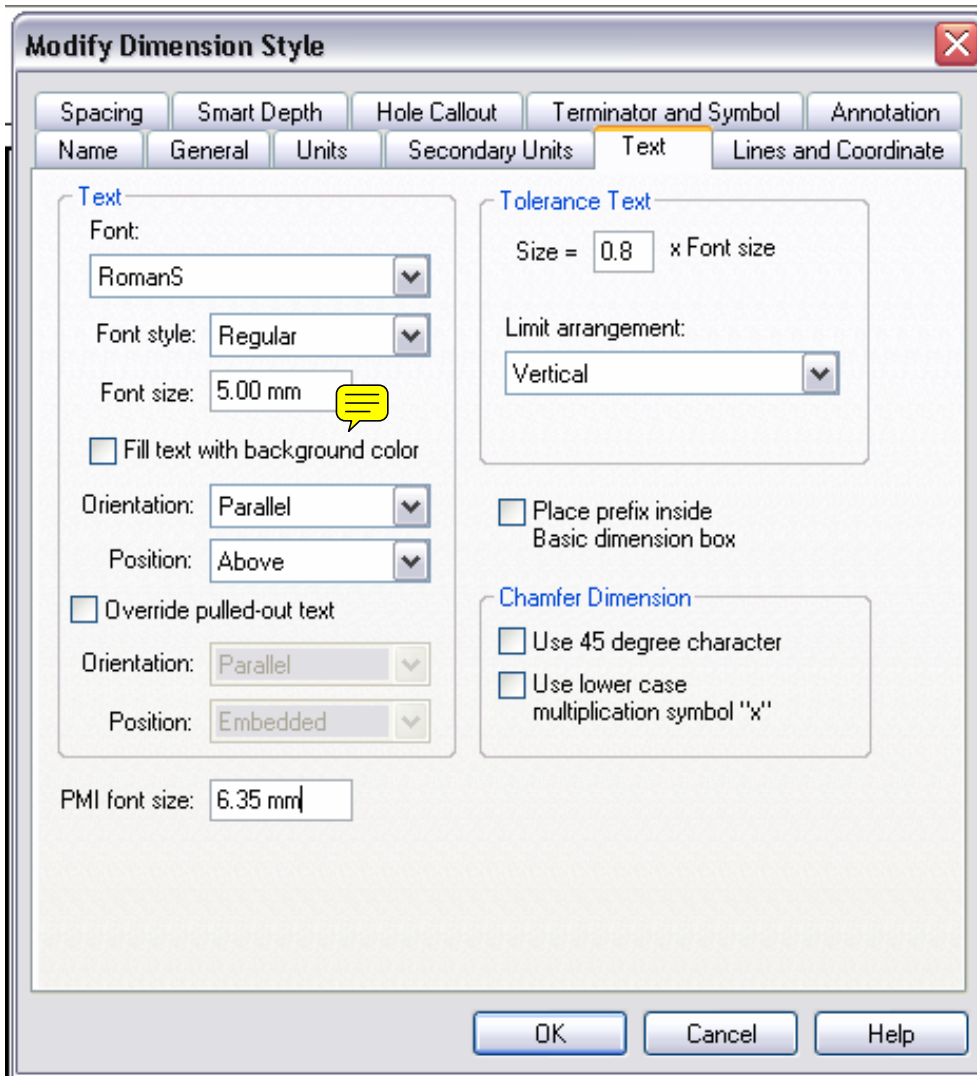 Modify Dimension Style
Spacing
Smart Depth
Hole Callout
Terminator and Symbol
Annotation
Name
General
Units
Secondary Units
Text
Lines and Coordinate
Text
Font:
RomanS
Font style: Regular
Font size: 5.00 mm
Fill text with background color
Orientation: Parallel
Position: Above
Override pulled-out text
Orientation: Parallel
Position: Embedded
PMI font size: 6.35 mm
Tolerance Text
Size = 0.8 x Font size
Limit arrangement:
Vertical
Place prefix inside
Basic dimension box
Chamfer Dimension
Use 45 degree character
Use lower case
multiplication symbol "x"
OK
Cancel
Help